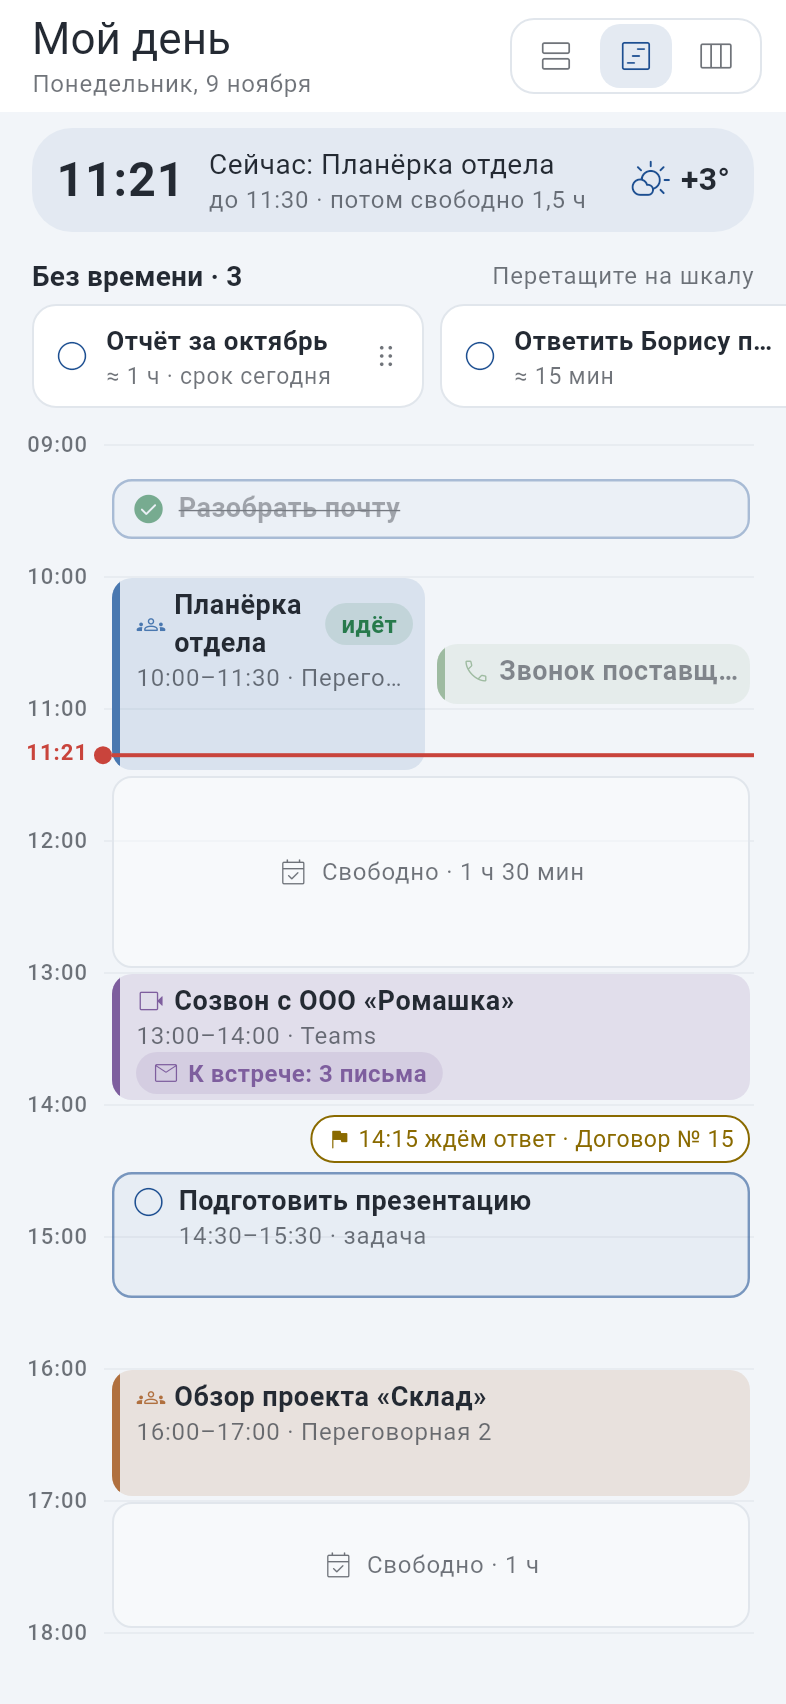 Мой день
Понедельник, 9 ноября
11:21
Сейчас: Планёрка отдела
до 11:30 · потом свободно 1,5 ч
+3°
Без времени · 3
Перетащите на шкалу
Отчёт за октябрь
≈ 1 ч · срок сегодня
Ответить Борису п…
≈ 15 мин
09:00
Разобрать почту
10:00
Планёрка
отдела
идёт
10:00–11:30 · Перего…
Звонок поставщ…
11:00
11:21
12:00
Свободно · 1 ч 30 мин
13:00
Созвон с ООО «Ромашка»
13:00–14:00 · Teams
К встрече: 3 письма
14:00
14:15 ждём ответ · Договор № 15
Подготовить презентацию
15:00
14:30–15:30 · задача
16:00
Обзор проекта «Склад»
16:00–17:00 · Переговорная 2
17:00
Свободно · 1 ч
18:00